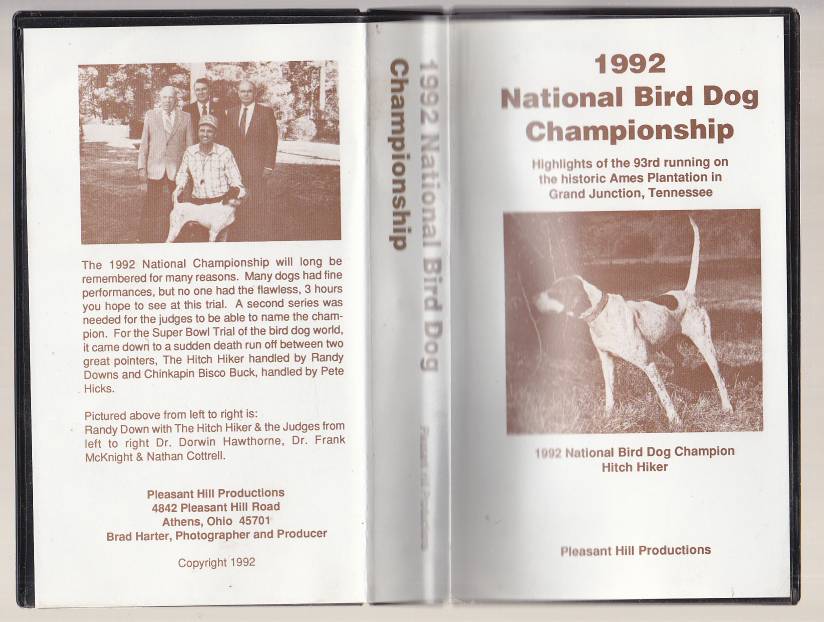 The 1992 National Championship will long be
remembered for many reasons. Many dogs had fine
performances, but no one had the flawless, 3 hours
you hope to see at this trial. A second series was
needed for the judges to be able to name the cham-
pion. For the Super Bowl Trial of the bird dog world,
it came down to a sudden death run off between two
great pointers, The Hitch Hiker handled by Randy
Downs and Chinkapin Bisco Buck, handled by Pete
Hicks.
Pictured above from left to right is:
Randy Down with The Hitch Hiker & the Judges from
left to right Dr. Dorwin Hawthorne, Dr. Frank
McKnight & Nathan Cottrell.
Pleasant Hill Productions
4842 Pleasant Hill Road
Athens, Ohio 45701
Brad Harter, Photographer and Producer
Copyright 1992
1992 National Bird Dog
Championship
Pleasant Hill Productions
1992
National Bird Dog
Championship
Highlights of the 93rd running on
the historic Ames Plantation in
Grand Junction, Tennessee
1992 National Bird Dog Champion
Hitch Hiker
Pleasant Hill Productions